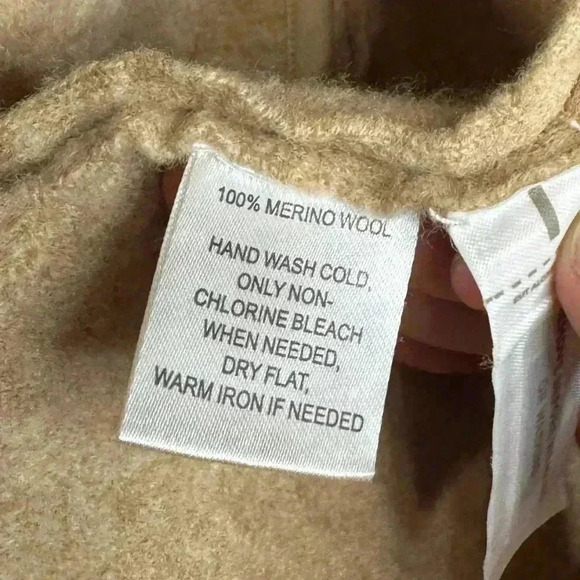 100% MERINO WOOL
HAND WASH COLD,
ONLY NON-
CHLORINE BLEACH
WHEN NEEDED,
DRY FLAT,
WARM IRON IF NEEDED